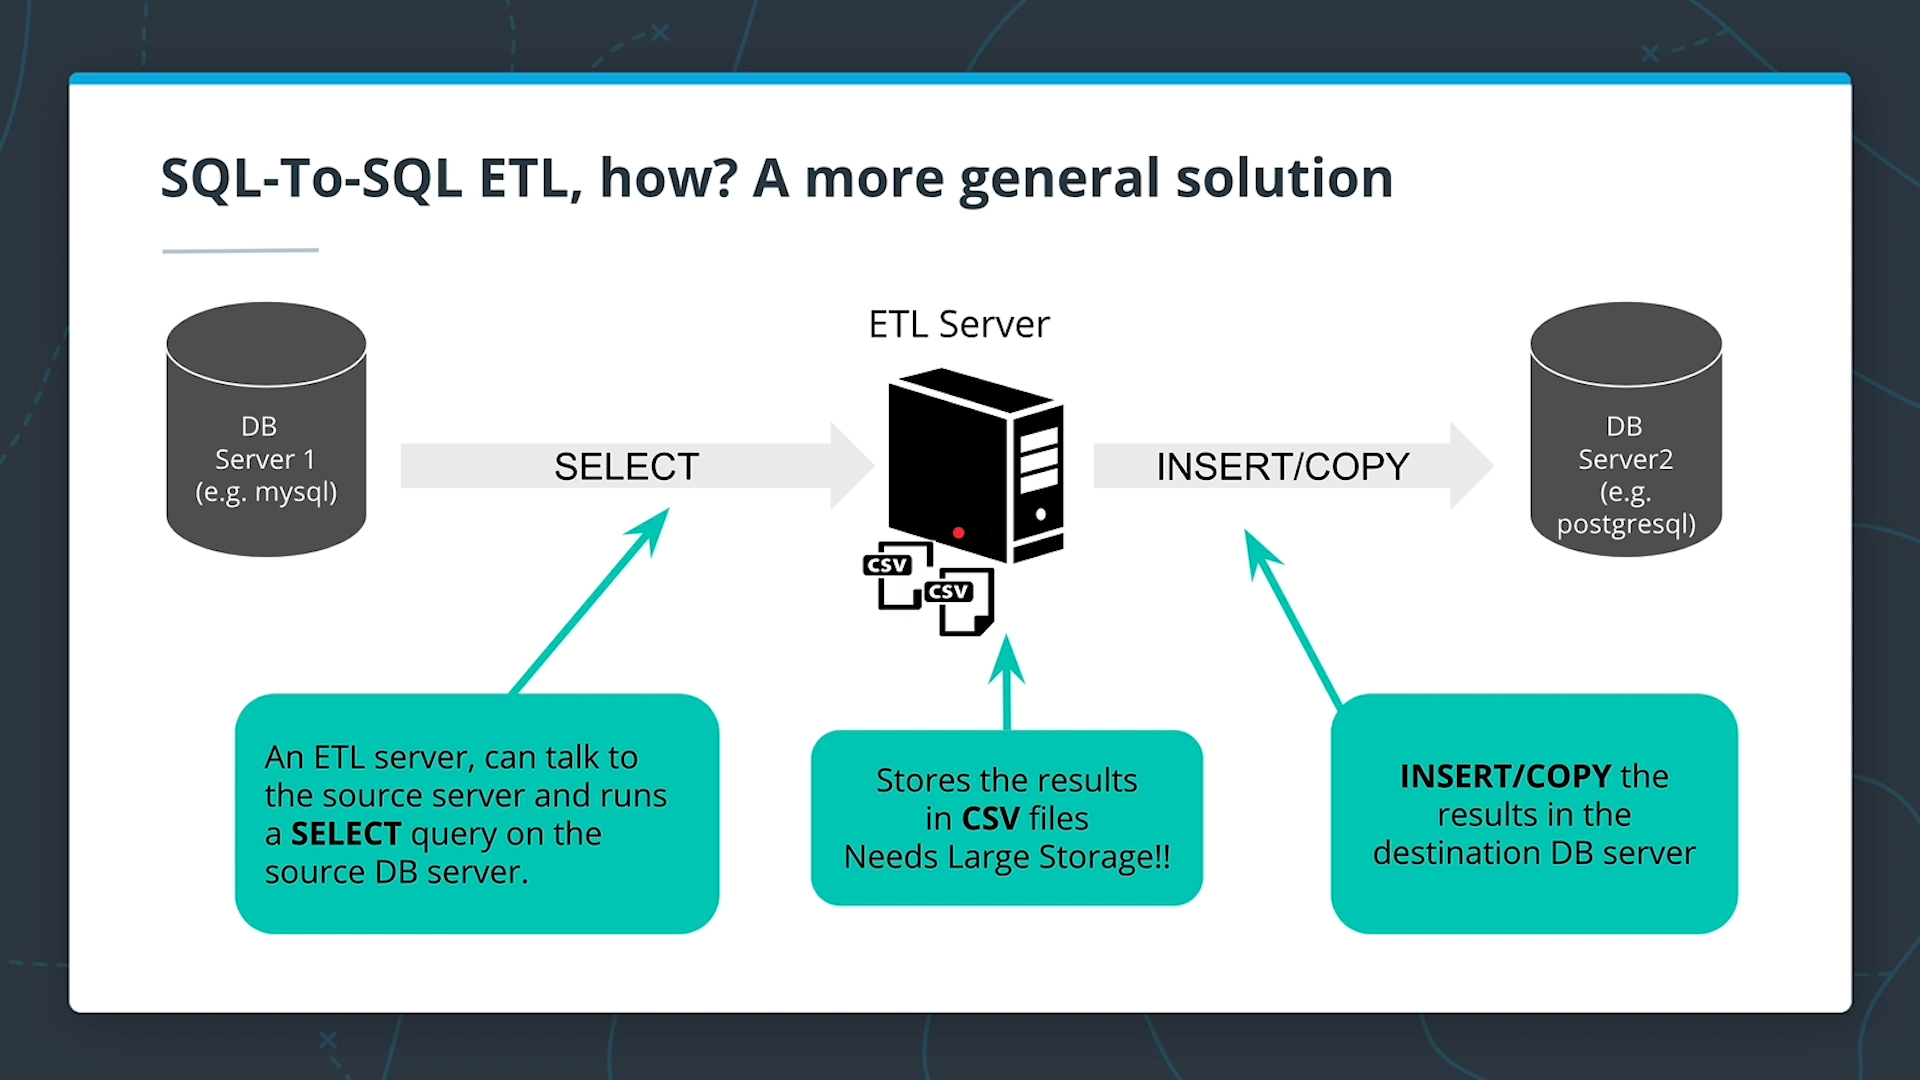 SQL-To-SQL ETL, how? A more general solution
DB
Server 1
(e.g. mysql)
SELECT
ETL Server
CSV
CSV
INSERT/COPY
DB
Server2
(e.g.
postgresql)
An ETL server, can talk to
the source server and runs
a SELECT query on the
source DB server.
Stores the results
in CSV files
Needs Large Storage!!
INSERT/COPY the
results in the
destination DB server